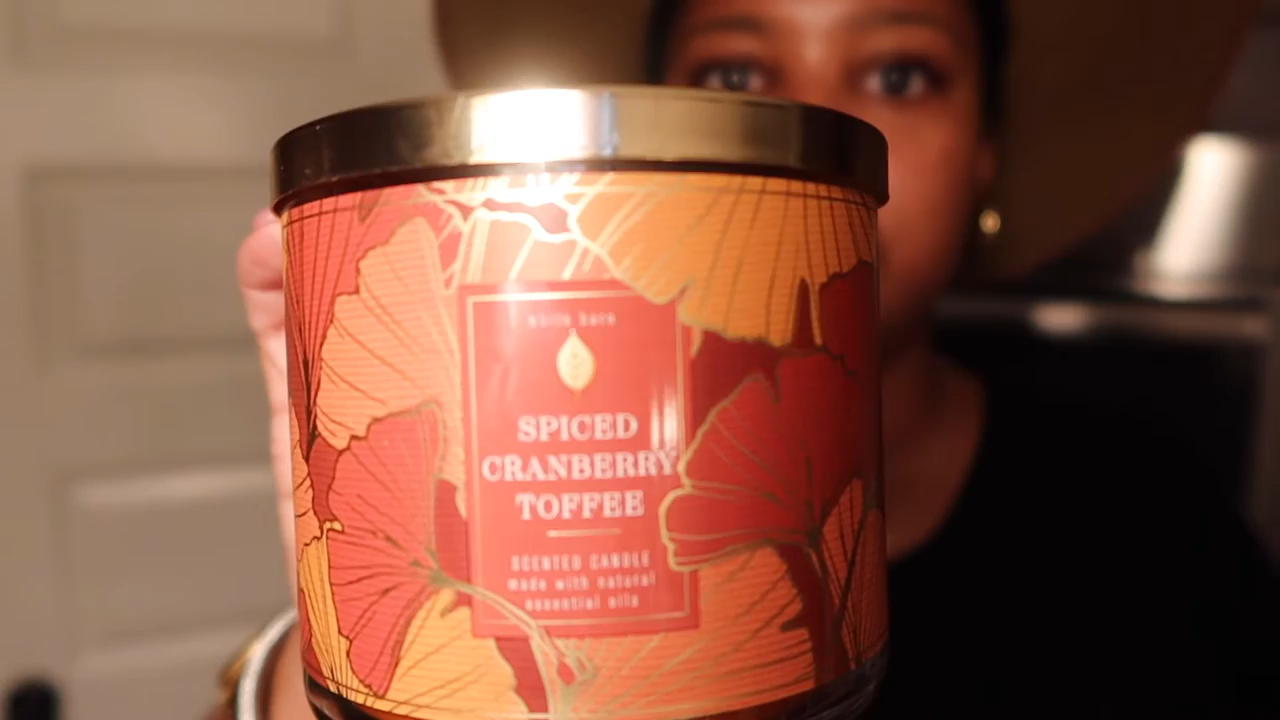 white barn
SPICED
CRANBERRY
TOFFEE
SCENTED CANDLE
made with natural
essential oils